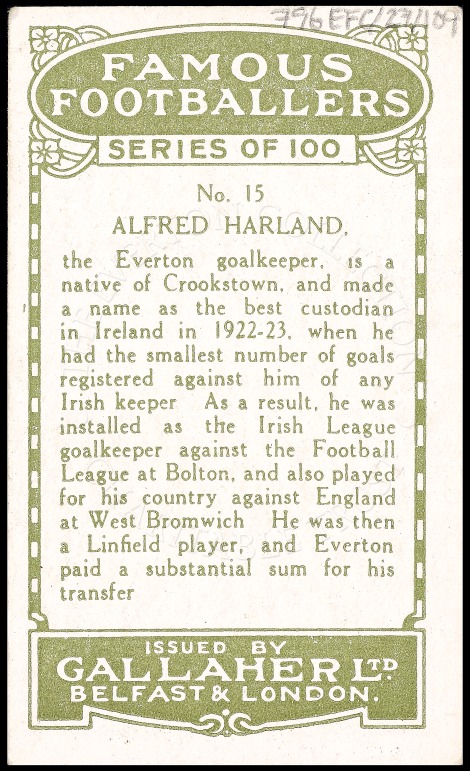 796 EFC/27/109
FAMOUS
FOOTBALLERS
SERIES OF 100
No. 15
ALFRED HARLAND,
the Everton goalkeeper, is a
native of Crookstown, and made
a name as the best custodian
in Ireland in 1922-23, when he
had the smallest number of goals
registered against him of any
Irish keeper As a result, he was
installed as the Irish League
goalkeeper against the Football
League at Bolton, and also played
for his country against England
at West Bromwich He was then
a Linfield player, and Everton
paid a substantial sum for his
transfer
ISSUED BY
GALLAHER LTD.
BELFAST & LONDON.